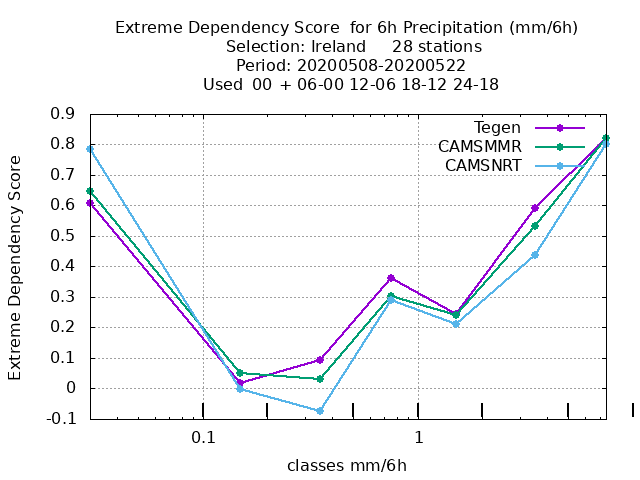 Extreme Dependency Score  for 6h Precipitation (mm/6h)
Selection: Ireland     28 stations
Period: 20200508-20200522
Used  00  + 06-00 12-06 18-12 24-18
Tegen
CAMSMMR
CAMSNRT
Extreme Dependency Score
0.9
0.8
0.7
0.6
0.5
0.4
0.3
0.2
0.1
0
-0.1
0.1
1
classes mm/6h